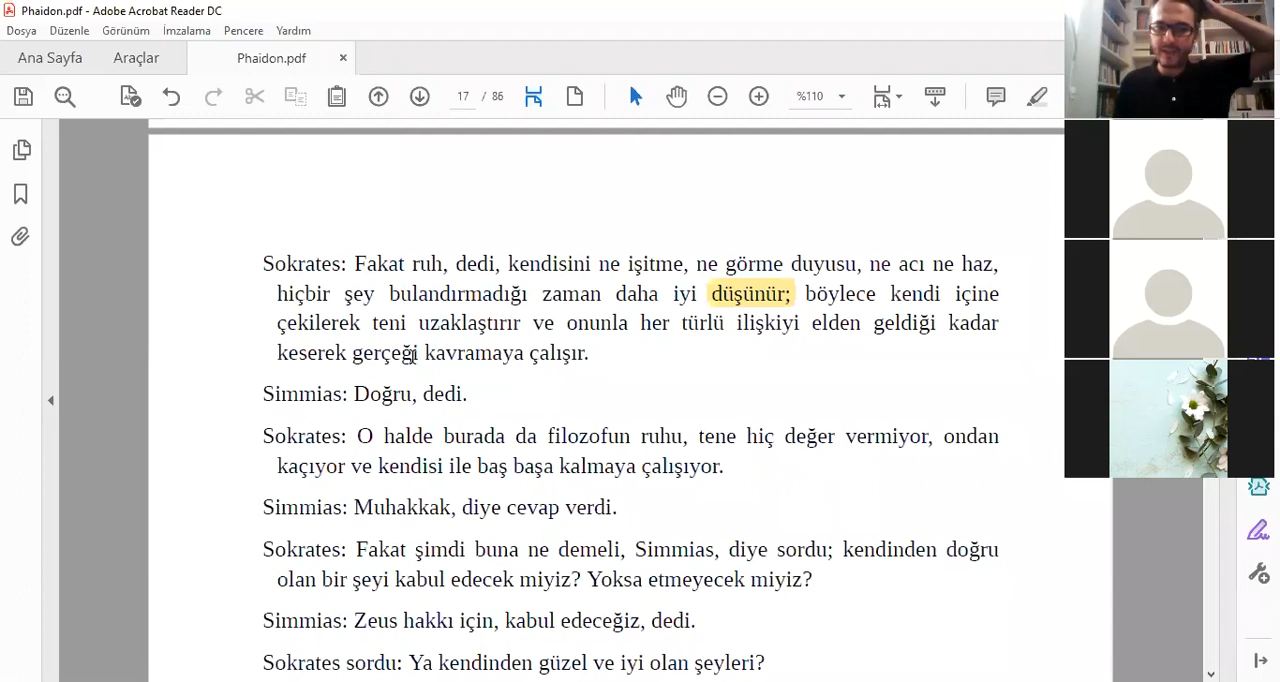 Phaidon.pdf - Adobe Acrobat Reader DC
Dosya Düzenle Görünüm İmzalama Pencere Yardım
Ana Sayfa Araçlar Phaidon.pdf ×
17 / 86 %110
Sokrates: Fakat ruh, dedi, kendisini ne işitme, ne görme duyusu, ne acı ne haz,
hiçbir şey bulandırmadığı zaman daha iyi düşünür; böylece kendi içine
çekilerek teni uzaklaştırır ve onunla her türlü ilişkiyi elden geldiği kadar
keserek gerçeği kavramaya çalışır.
Simmias: Doğru, dedi.
Sokrates: O halde burada da filozofun ruhu, tene hiç değer vermiyor, ondan
kaçıyor ve kendisi ile baş başa kalmaya çalışıyor.
Simmias: Muhakkak, diye cevap verdi.
Sokrates: Fakat şimdi buna ne demeli, Simmias, diye sordu; kendinden doğru
olan bir şeyi kabul edecek miyiz? Yoksa etmeyecek miyiz?
Simmias: Zeus hakkı için, kabul edeceğiz, dedi.
Sokrates sordu: Ya kendinden güzel ve iyi olan şeyleri?